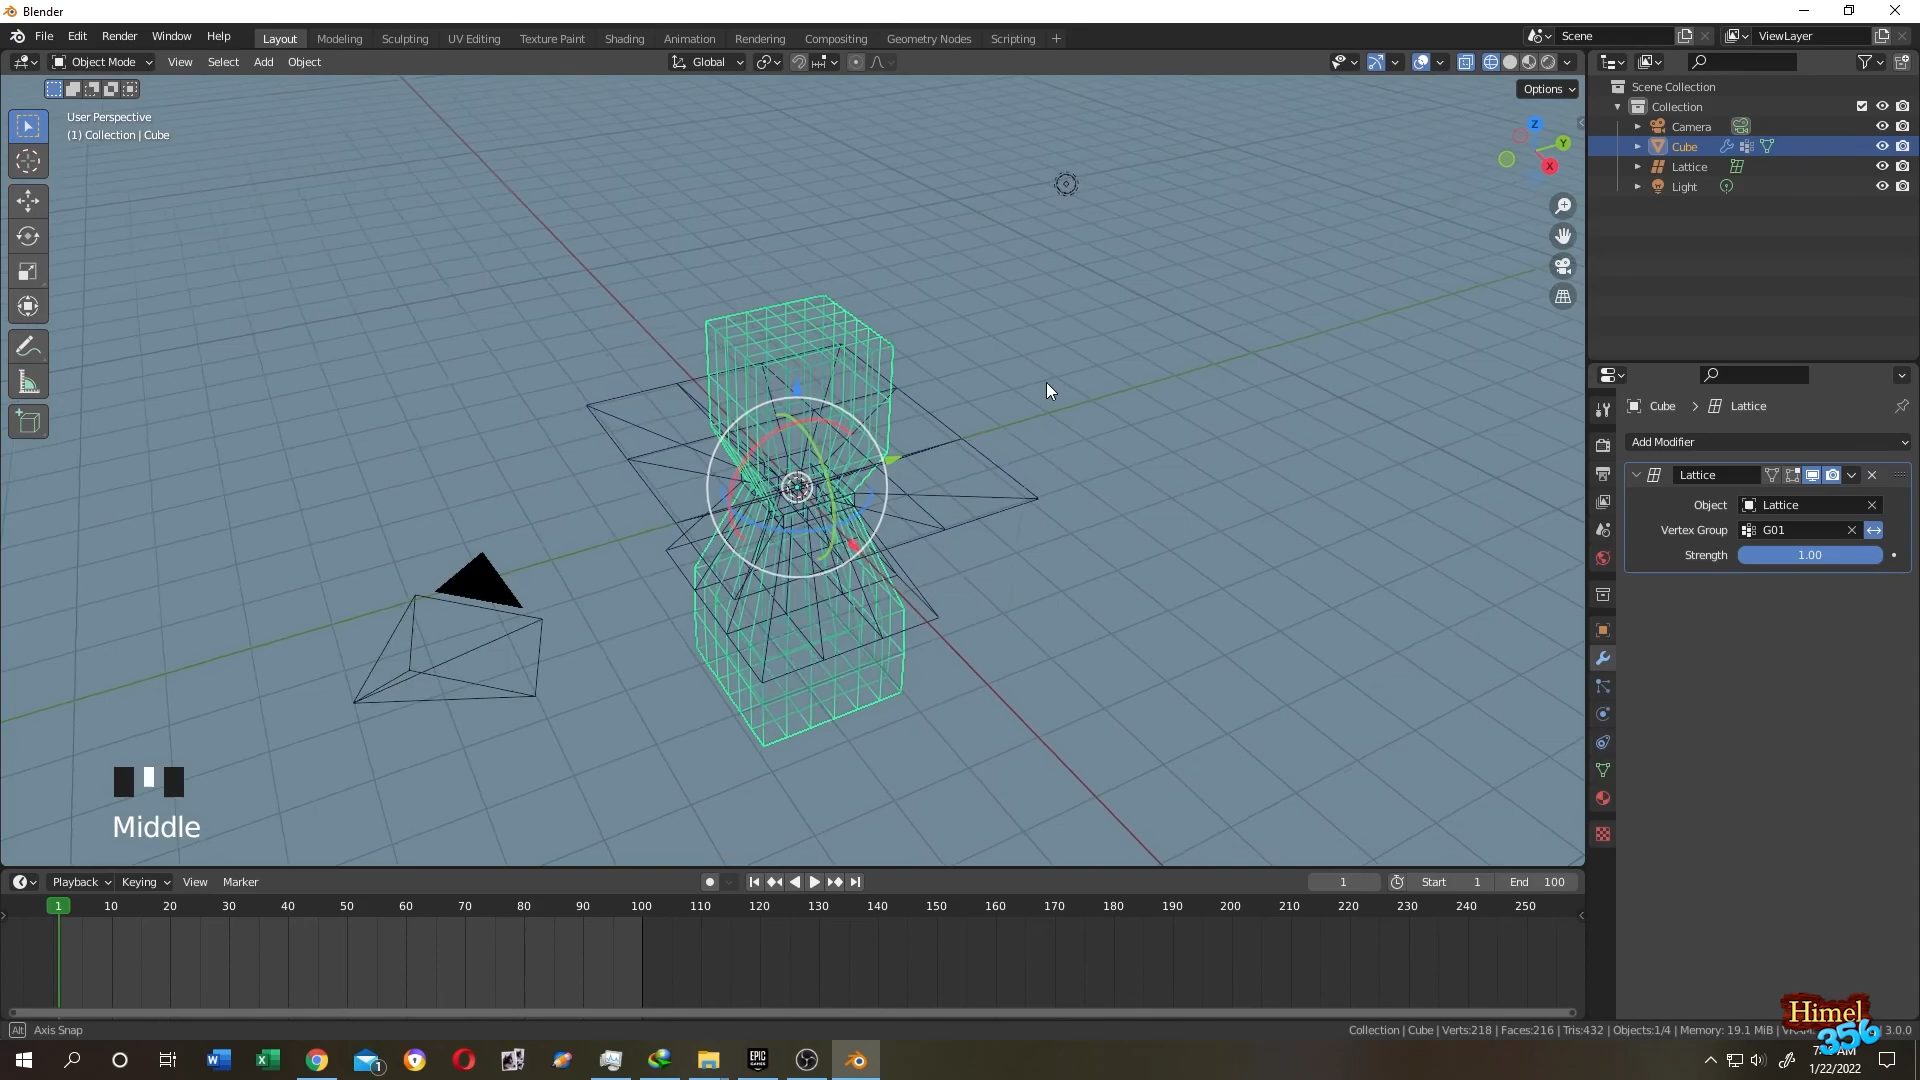 Blender
File Edit Render Window Help
Layout Modeling Sculpting UV Editing Texture Paint Shading Animation Rendering Compositing Geometry Nodes Scripting +
Scene
ViewLayer
Object Mode View Select Add Object
Global
Options
User Perspective
(1) Collection | Cube
Z
Y
X
Scene Collection
Collection
Camera
Cube
Lattice
Light
Cube > Lattice
Add Modifier
Lattice
Object Lattice
Vertex Group G01
Strength 1.00
Middle
Playback Keying View Marker
1 Start 1 End 100
1 10 20 30 40 50 60 70 80 90 100 110 120 130 140 150 160 170 180 190 200 210 220 230 240 250
Alt Axis Snap
Collection | Cube | Verts:218 | Faces:216 | Tris:432 | Objects:1/4 | Memory: 19.1 MiB | 3.0.0
Himel
356
EPIC
GAMES
1
AM
1/22/2022